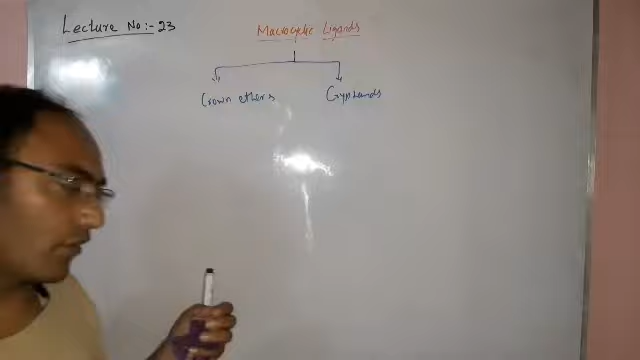 Lecture No:- 23
Macrocyclic Ligands
Crown ethers
Cryptands